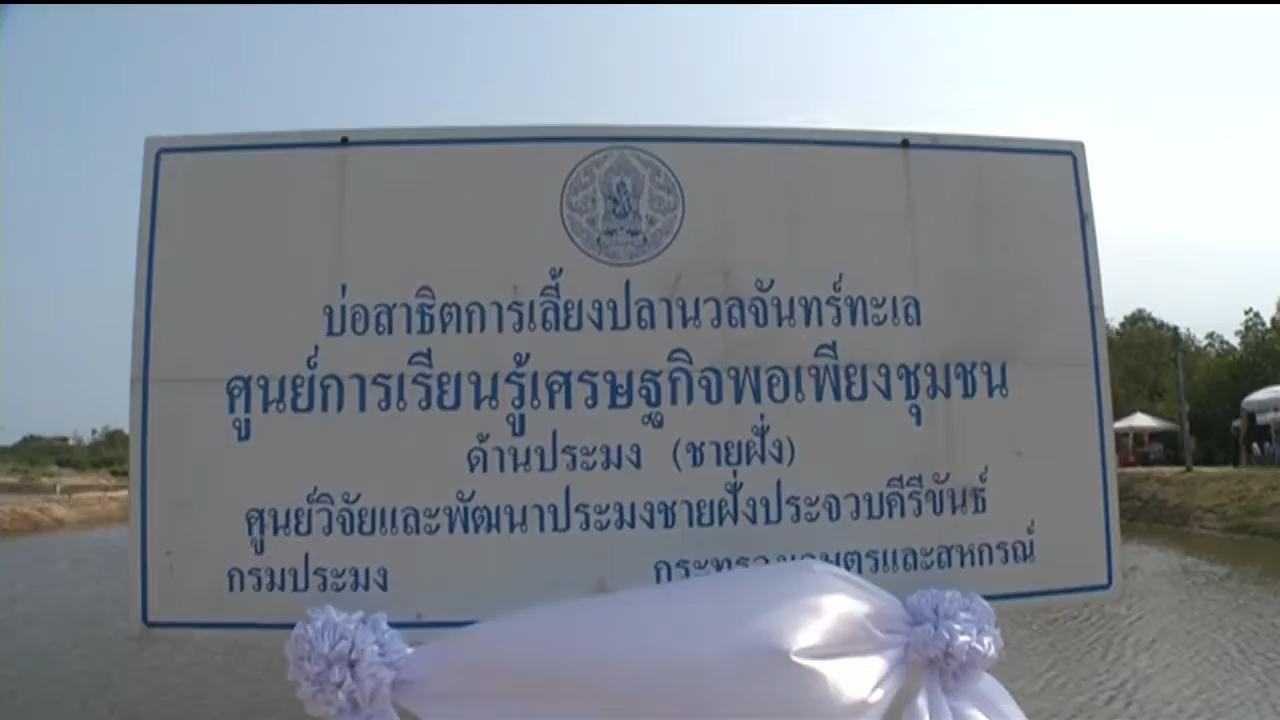 บ่อสาธิตการเลี้ยงปลานวลจันทร์ทะเล
ศูนย์การเรียนรู้เศรษฐกิจพอเพียงชุมชน
ด้านประมง (ชายฝั่ง)
ศูนย์วิจัยและพัฒนาประมงชายฝั่งประจวบคีรีขันธ์
กรมประมง กระทรวงเกษตรและสหกรณ์